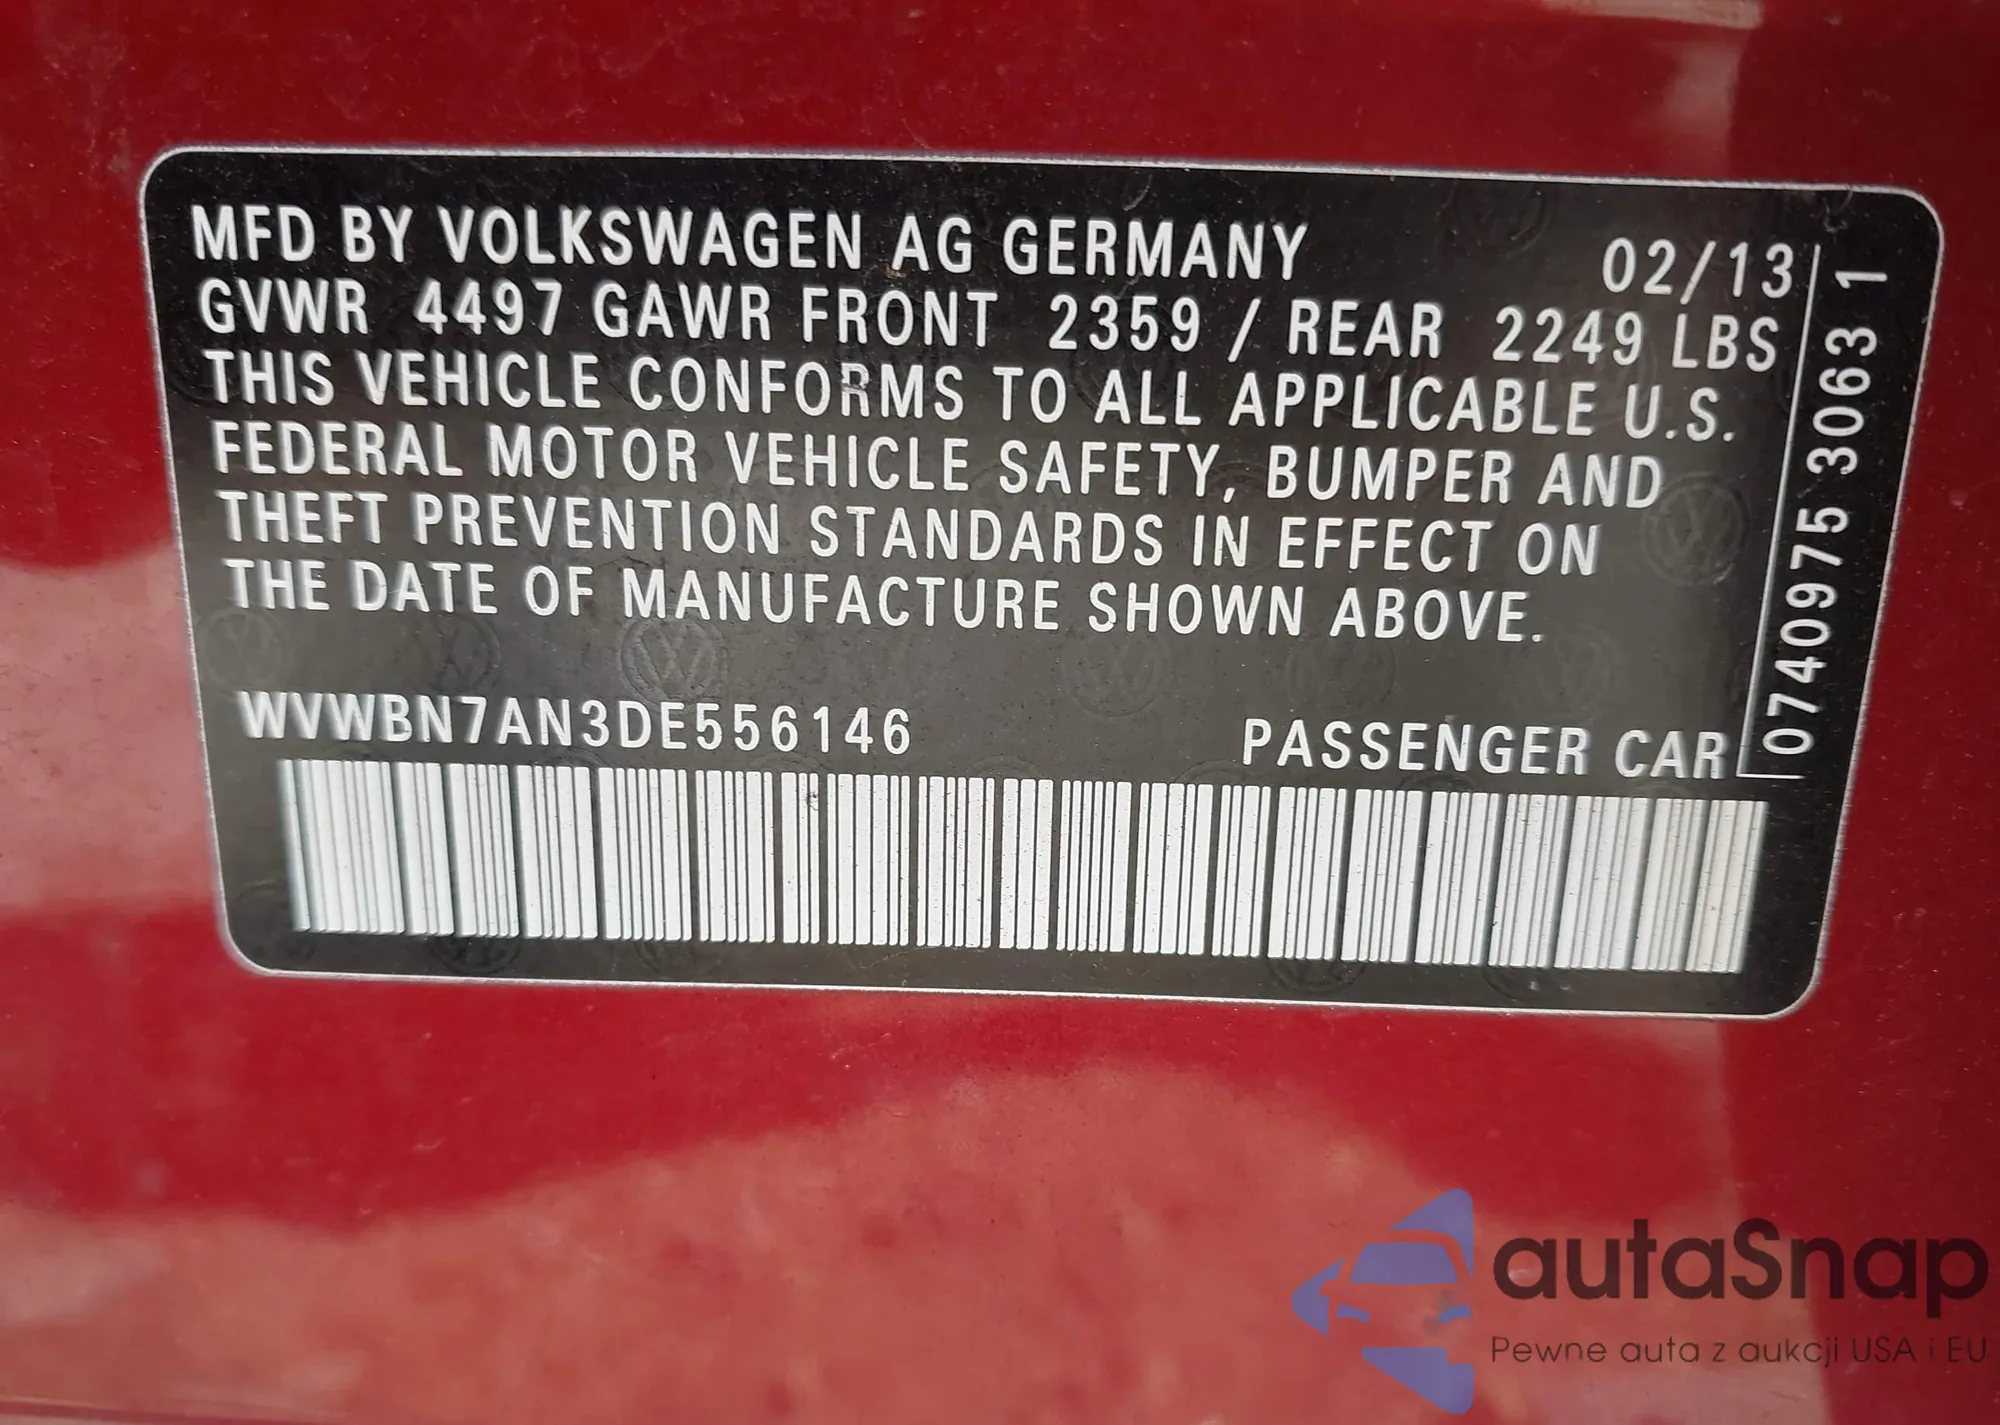 MFD BY VOLKSWAGEN AG GERMANY 02/13
GVWR 4497 GAWR FRONT 2359 / REAR 2249 LBS
THIS VEHICLE CONFORMS TO ALL APPLICABLE U.S.
FEDERAL MOTOR VEHICLE SAFETY, BUMPER AND
THEFT PREVENTION STANDARDS IN EFFECT ON
THE DATE OF MANUFACTURE SHOWN ABOVE.
WVWBN7AN3DE556146 PASSENGER CAR
0740975 3063 1
autaSnap
Pewne auta z aukcji USA i EU